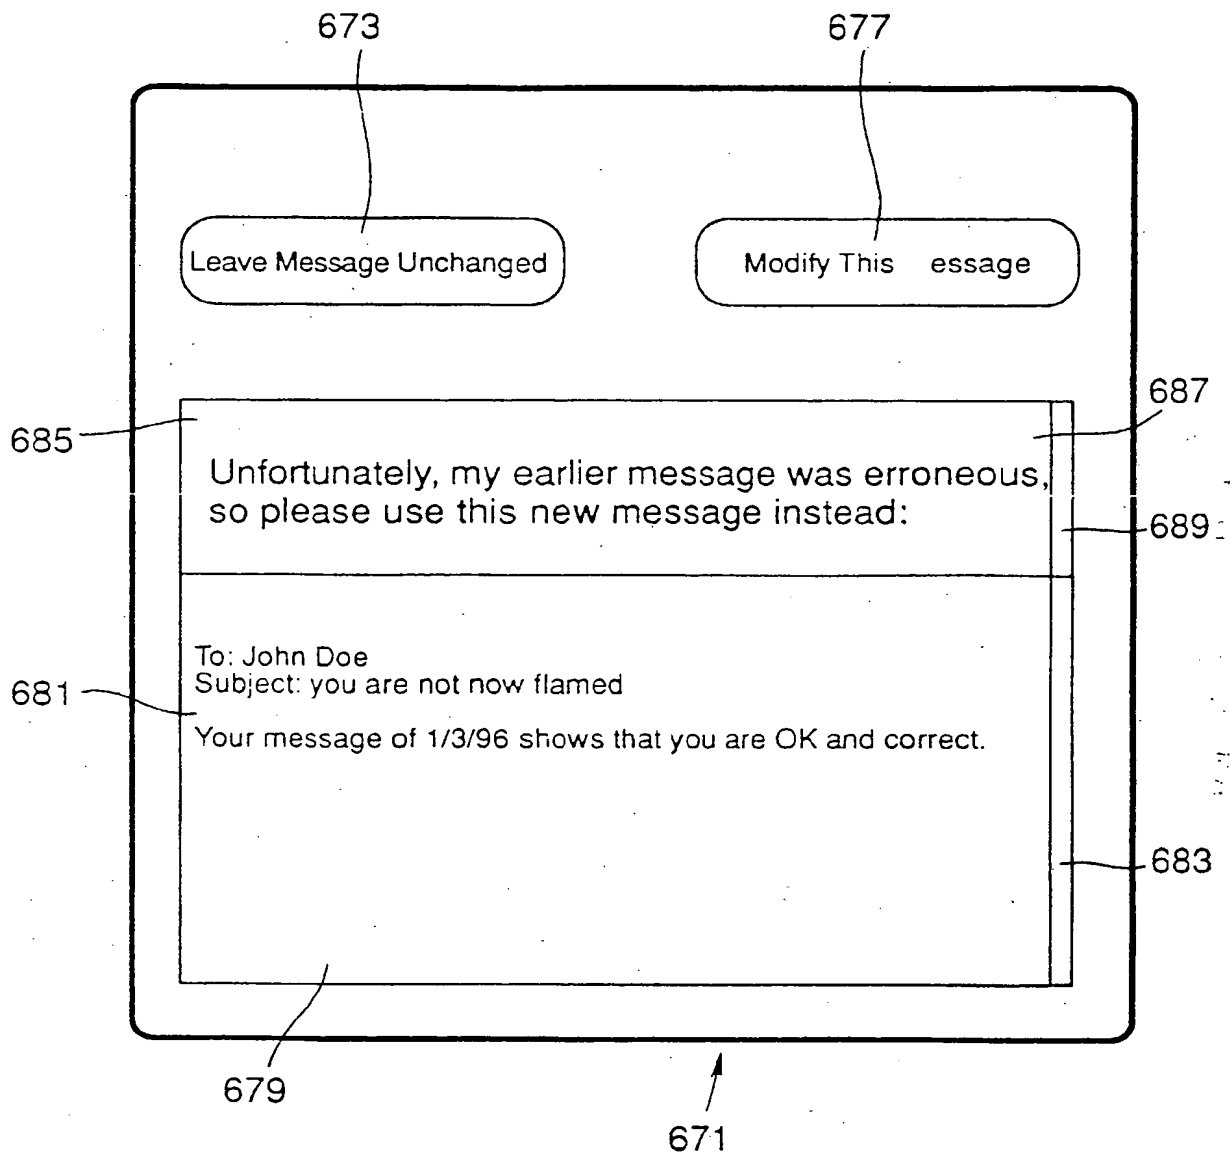 673
677
Leave Message Unchanged
Modify This essage
687
685
Unfortunately, my earlier message was erroneous,
so please use this new message instead:
689
To: John Doe
Subject: you are not now flamed
681
Your message of 1/3/96 shows that you are OK and correct.
683
679
671